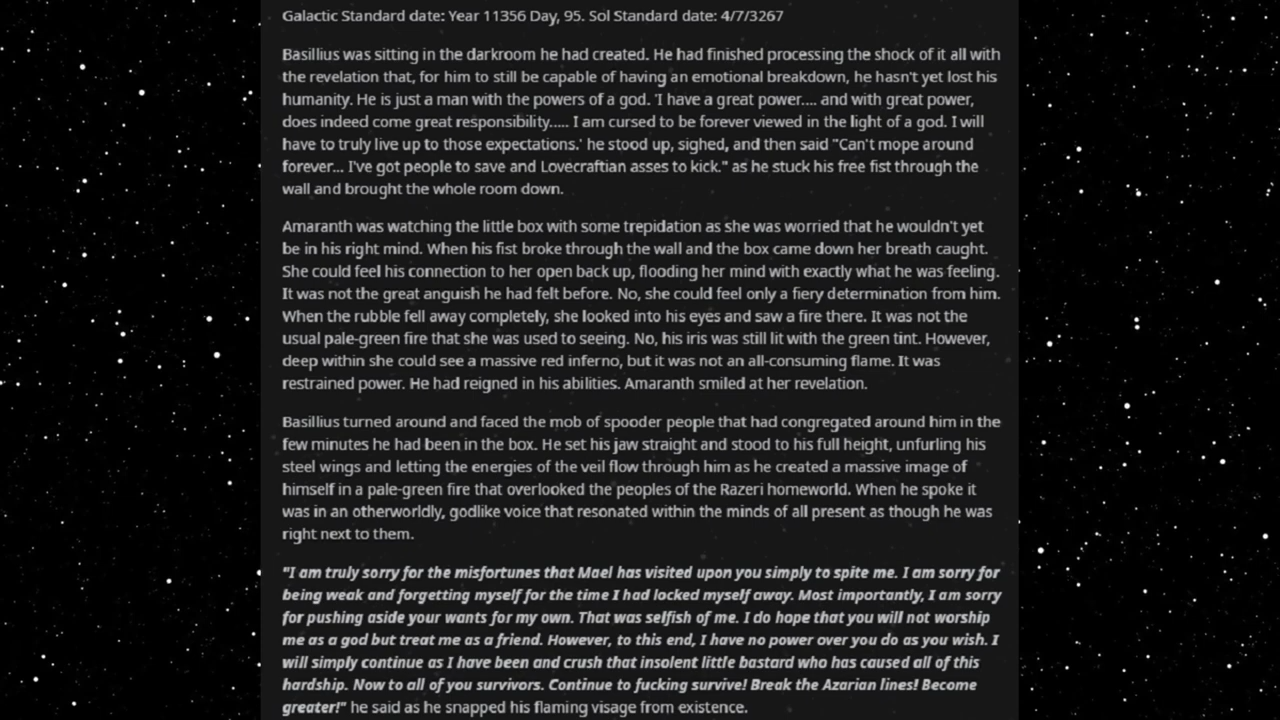 Galactic Standard date: Year 11356 Day, 95. Sol Standard date: 4/7/3267
Basillius was sitting in the darkroom he had created. He had finished processing the shock of it all with
the revelation that, for him to still be capable of having an emotional breakdown, he hasn't yet lost his
humanity. He is just a man with the powers of a god. 'I have a great power.... and with great power,
does indeed come great responsibility..... I am cursed to be forever viewed in the light of a god. I will
have to truly live up to those expectations.' he stood up, sighed, and then said "Can't mope around
forever... I've got people to save and Lovecraftian asses to kick." as he stuck his free fist through the
wall and brought the whole room down.
Amaranth was watching the little box with some trepidation as she was worried that he wouldn't yet
be in his right mind. When his fist broke through the wall and the box came down her breath caught.
She could feel his connection to her open back up, flooding her mind with exactly what he was feeling.
It was not the great anguish he had felt before. No, she could feel only a fiery determination from him.
When the rubble fell away completely, she looked into his eyes and saw a fire there. It was not the
usual pale-green fire that she was used to seeing. No, his iris was still lit with the green tint. However,
deep within she could see a massive red inferno, but it was not an all-consuming flame. It was
restrained power. He had reigned in his abilities. Amaranth smiled at her revelation.
Basillius turned around and faced the mob of spooder people that had congregated around him in the
few minutes he had been in the box. He set his jaw straight and stood to his full height, unfurling his
steel wings and letting the energies of the veil flow through him as he created a massive image of
himself in a pale-green fire that overlooked the peoples of the Razeri homeworld. When he spoke it
was in an otherworldly, godlike voice that resonated within the minds of all present as though he was
right next to them.
"I am truly sorry for the misfortunes that Mael has visited upon you simply to spite me. I am sorry for
being weak and forgetting myself for the time I had locked myself away. Most importantly, I am sorry
for pushing aside your wants for my own. That was selfish of me. I do hope that you will not worship
me as a god but treat me as a friend. However, to this end, I have no power over you do as you wish. I
will simply continue as I have been and crush that insolent little bastard who has caused all of this
hardship. Now to all of you survivors. Continue to fucking survive! Break the Azarian lines! Become
greater!" he said as he snapped his flaming visage from existence.